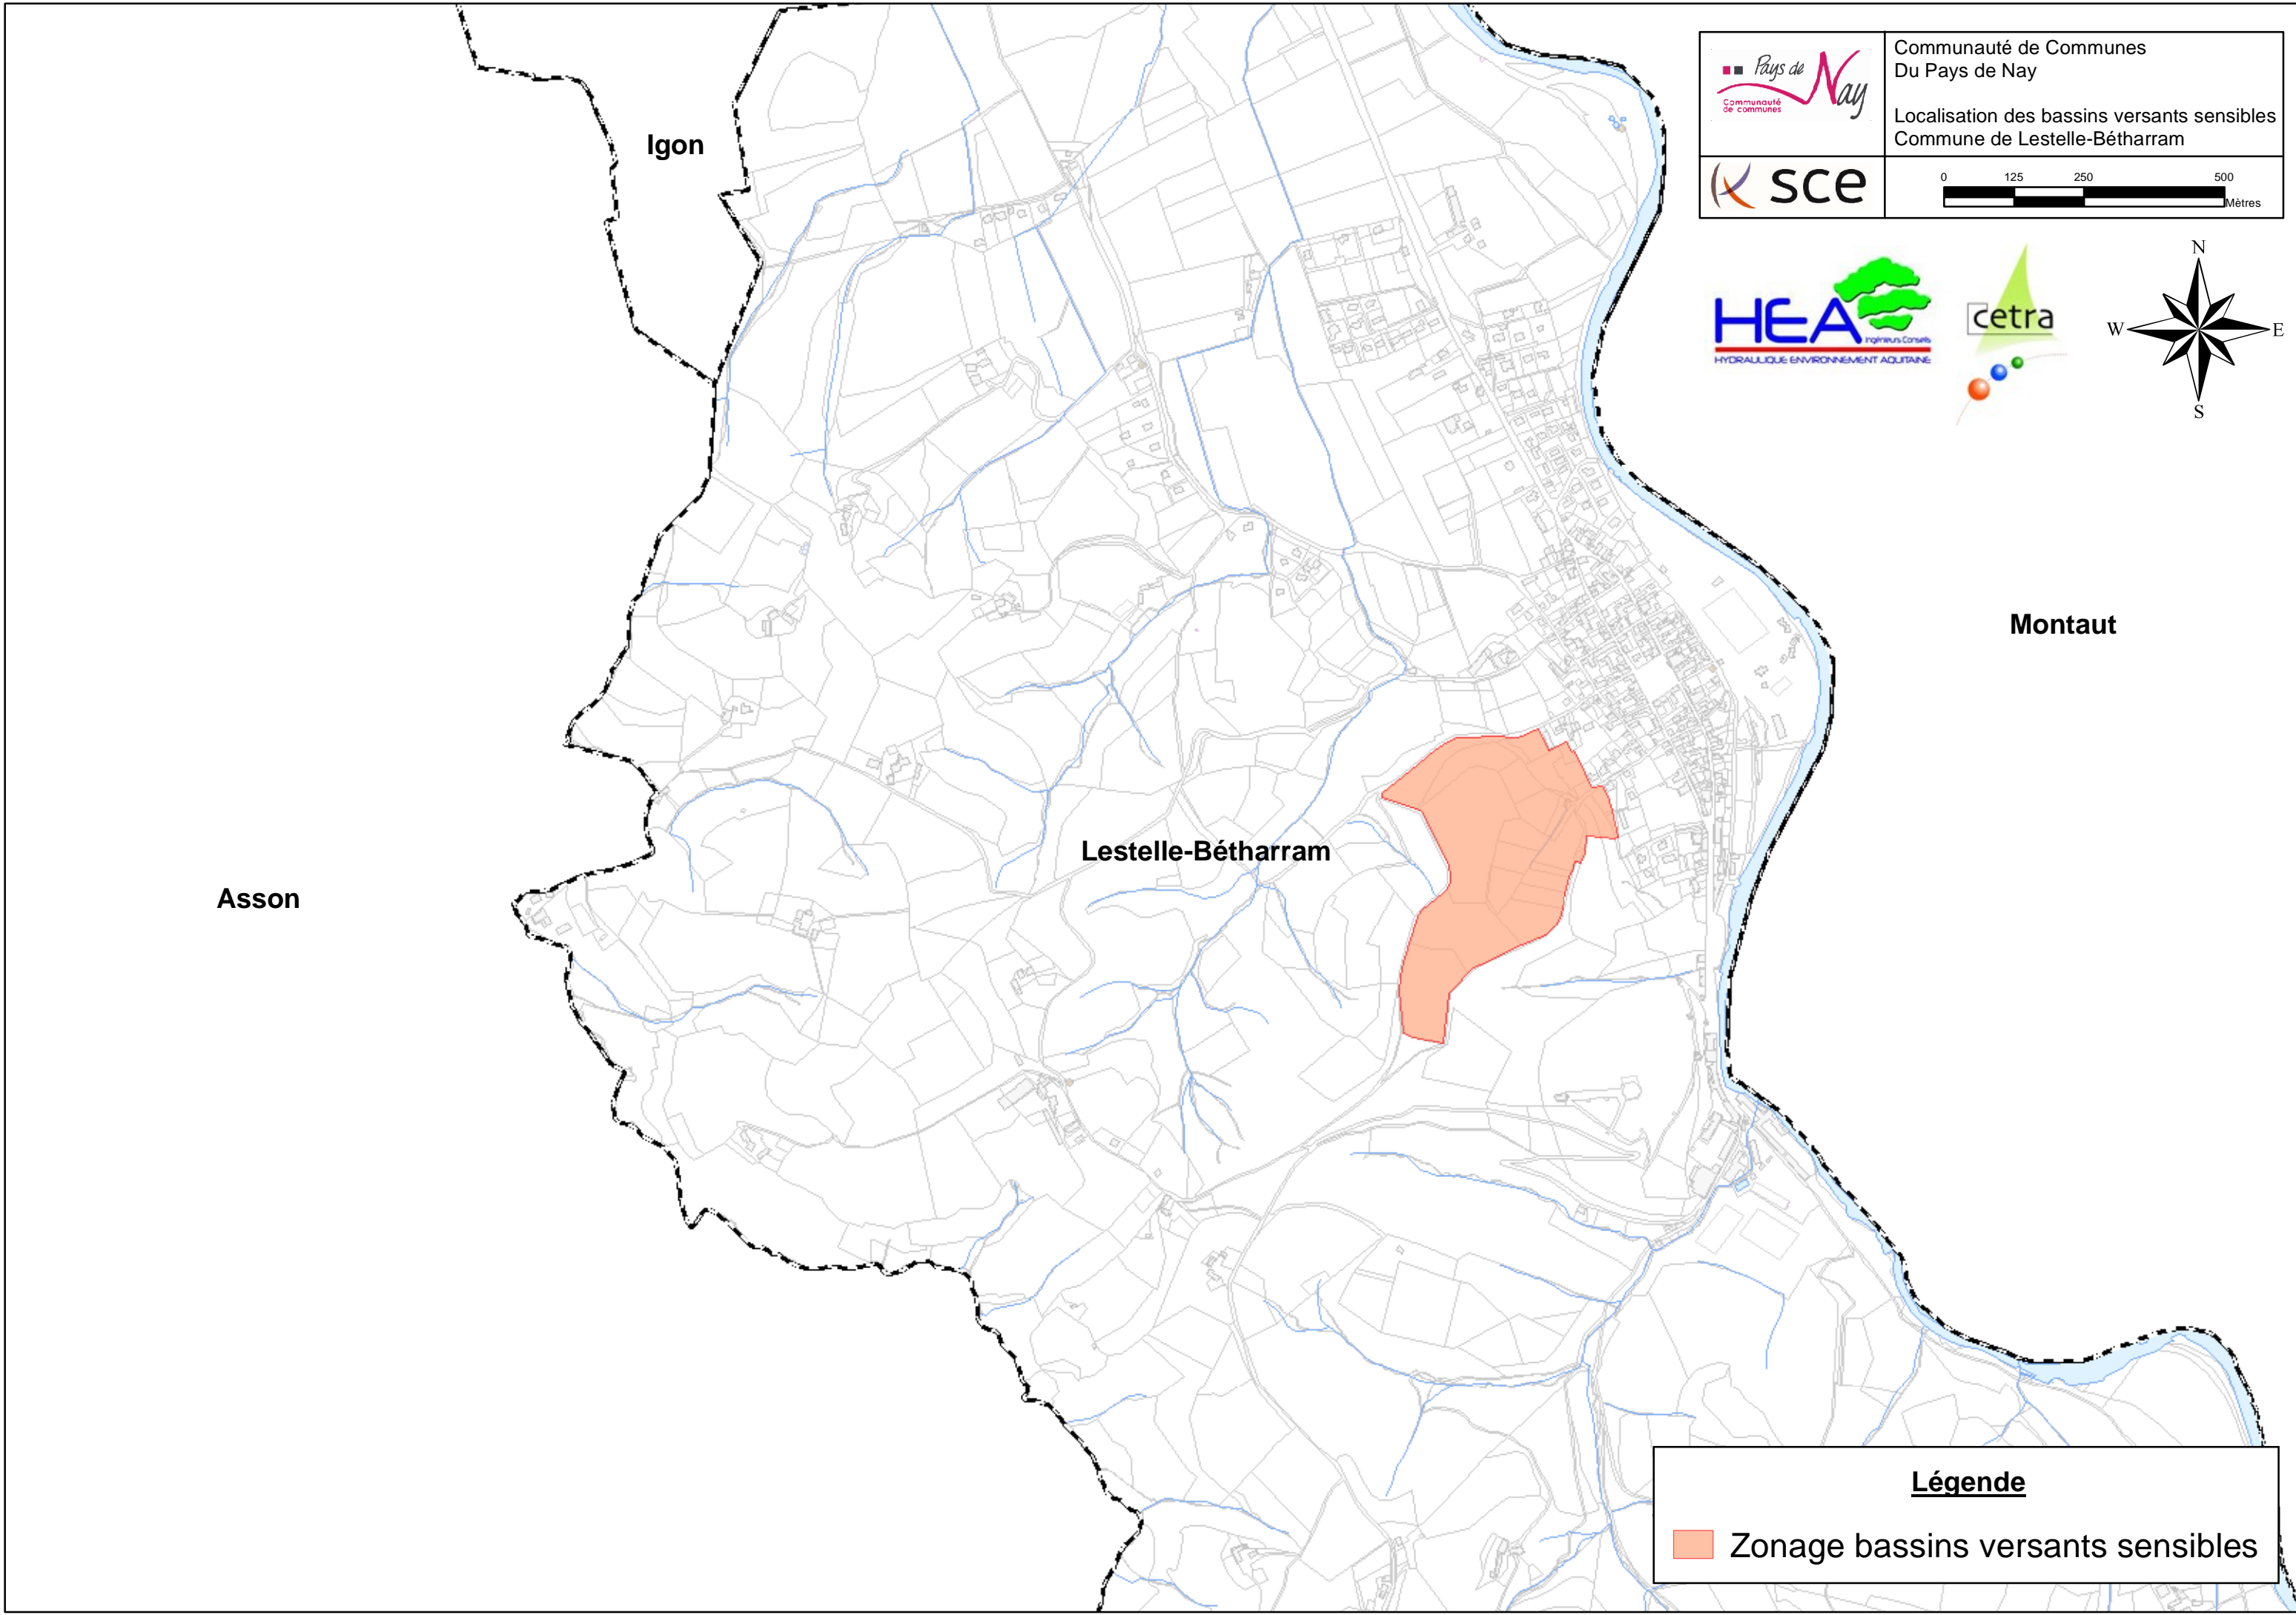 Pays de Nay
Communauté
de communes
Communauté de Communes
Du Pays de Nay
Localisation des bassins versants sensibles
Commune de Lestelle-Bétharram
sce
0 125 250 500
Mètres
HEA
Ingénieurs Conseils
HYDRAULIQUE ENVIRONNEMENT AQUITAINE
cetra
N
W E
S
Igon
Montaut
Lestelle-Bétharram
Asson
Légende
Zonage bassins versants sensibles